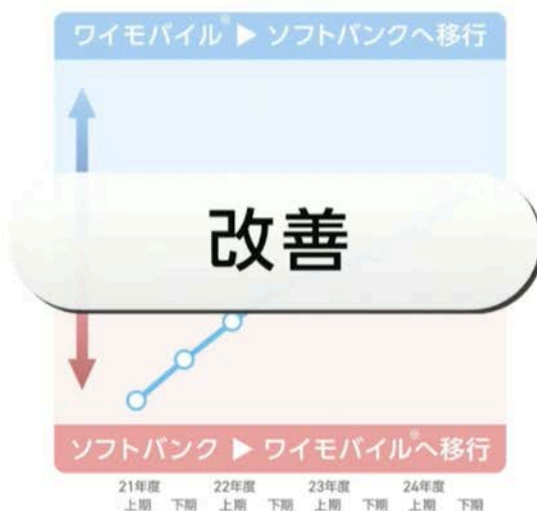 ワイモバイル※ ▶ ソフトバンクへ移行
改善
ソフトバンク ▶ ワイモバイル※へ移行
21年度 22年度 23年度 24年度
上期 下期 上期 下期 上期 下期 上期 下期